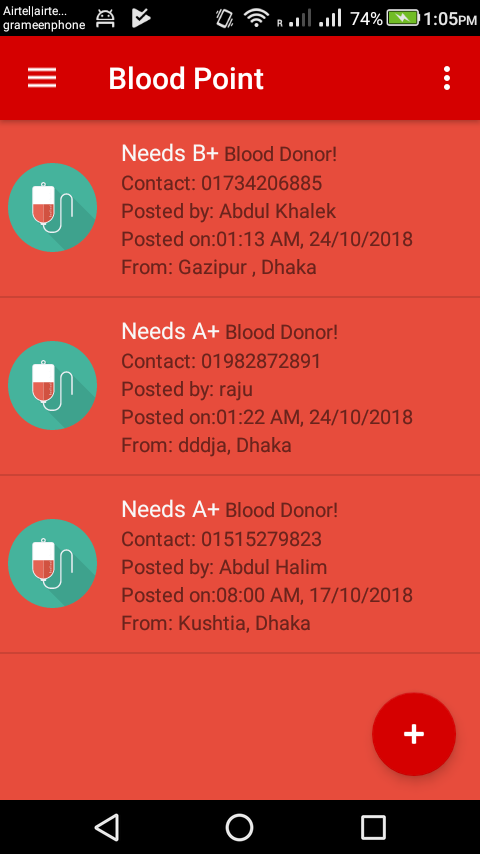 Airtel|airte...
grameenphone
R
74%
1:05PM
Blood Point
Needs B+ Blood Donor!
Contact: 01734206885
Posted by: Abdul Khalek
Posted on:01:13 AM, 24/10/2018
From: Gazipur , Dhaka
Needs A+ Blood Donor!
Contact: 01982872891
Posted by: raju
Posted on:01:22 AM, 24/10/2018
From: dddja, Dhaka
Needs A+ Blood Donor!
Contact: 01515279823
Posted by: Abdul Halim
Posted on:08:00 AM, 17/10/2018
From: Kushtia, Dhaka
+